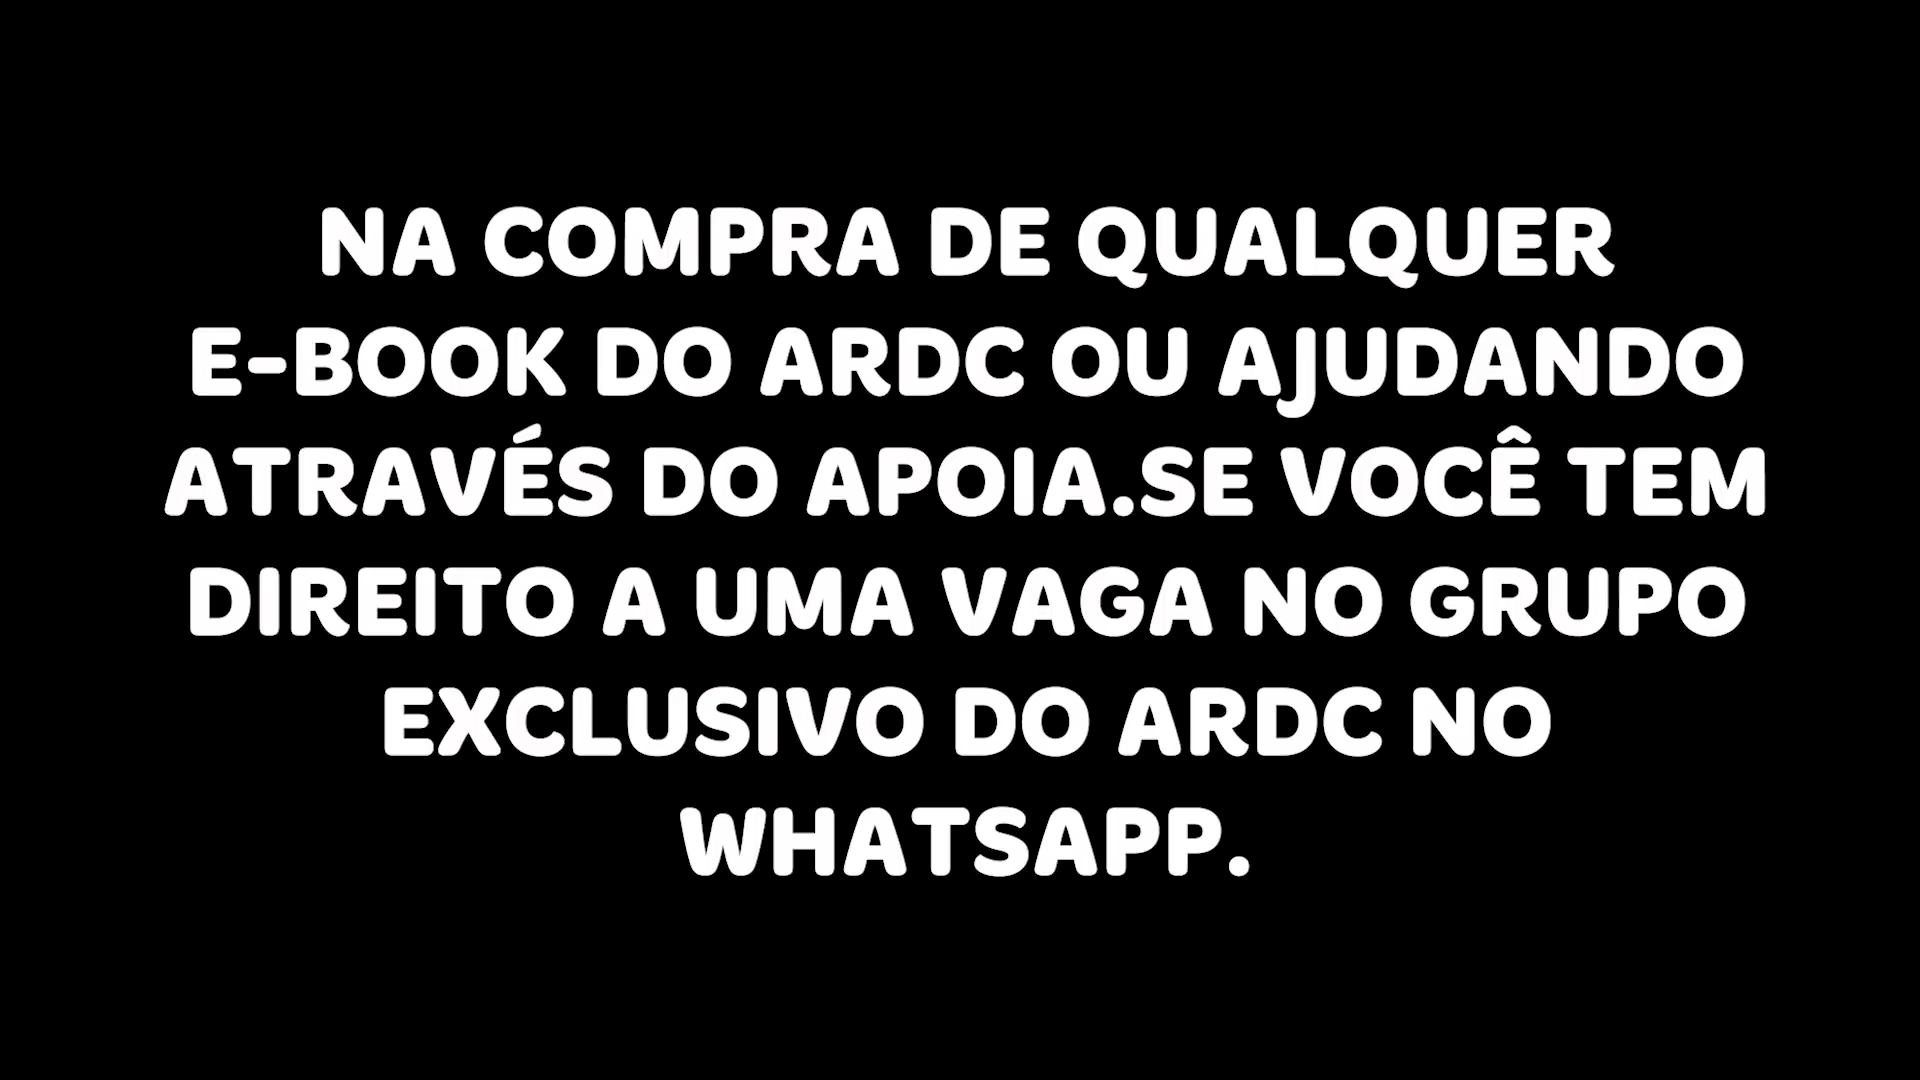 NA COMPRA DE QUALQUER
E-BOOK DO ARDC OU AJUDANDO
ATRAVÉS DO APOIA.SE VOCÊ TEM
DIREITO A UMA VAGA NO GRUPO
EXCLUSIVO DO ARDC NO
WHATSAPP.